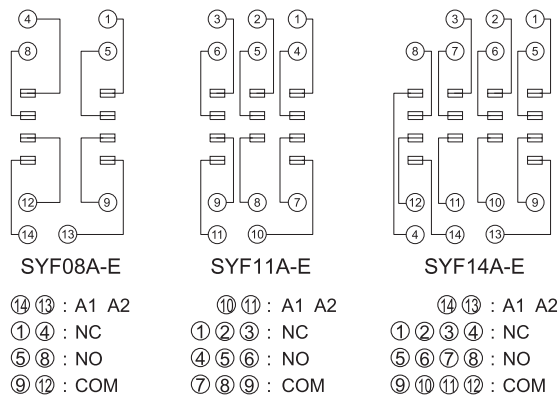 ④ ① ③ ② ① ③ ② ①
⑧ ⑤ ⑥ ⑤ ④ ⑧ ⑦ ⑥ ⑤
⑫ ⑨ ⑨ ⑧ ⑦ ⑫ ⑪ ⑩ ⑨
⑭ ⑬ ⑪ ⑩ ④ ⑭ ⑬
SYF08A-E SYF11A-E SYF14A-E
⑭ ⑬ : A1 A2
① ④ : NC
⑤ ⑧ : NO
⑨ ⑫ : COM
⑩ ⑪ : A1 A2
① ② ③ : NC
④ ⑤ ⑥ : NO
⑦ ⑧ ⑨ : COM
⑭ ⑬ : A1 A2
① ② ③ ④ : NC
⑤ ⑥ ⑦ ⑧ : NO
⑨ ⑩ ⑪ ⑫ : COM